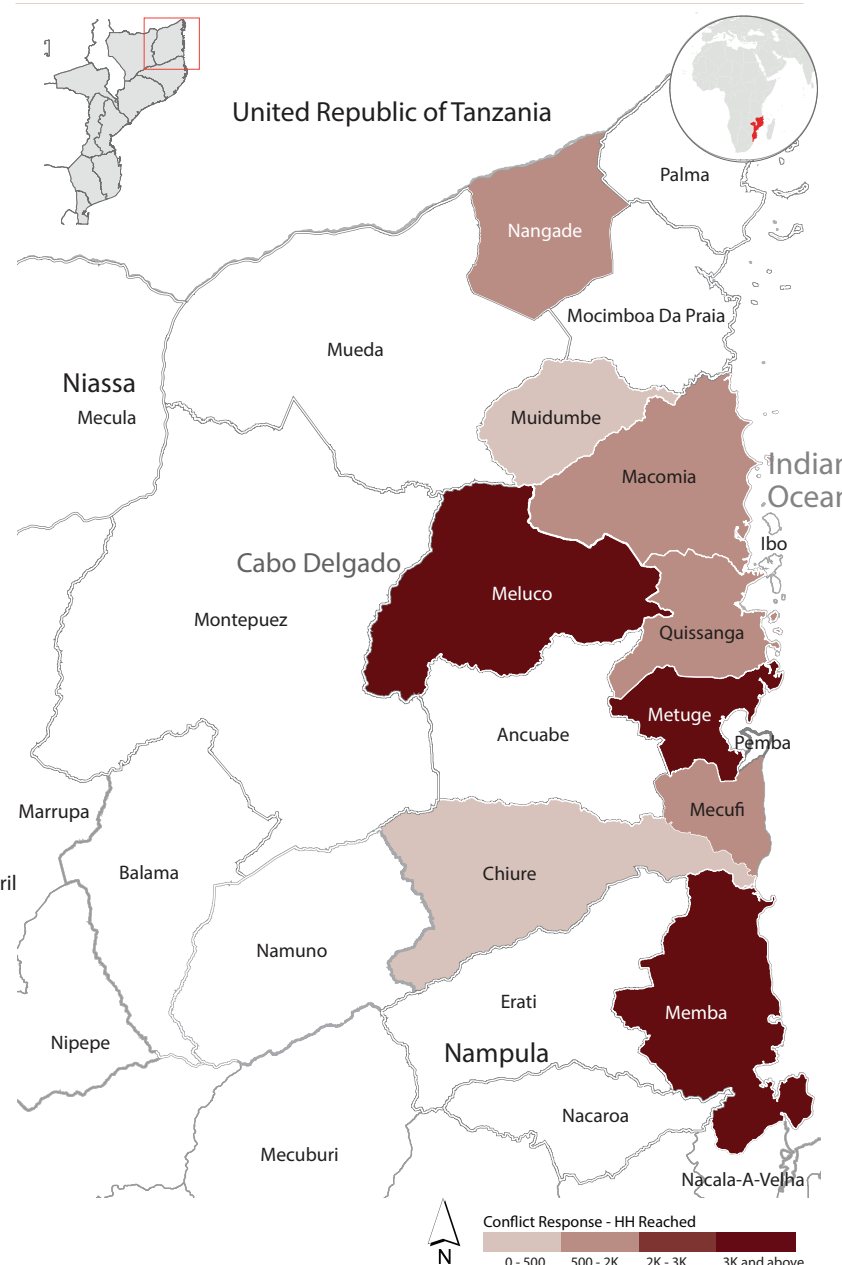 United Republic of Tanzania
Palma
Nangade
Mocimboa Da Praia
Mueda
Niassa
Mecula
Muidumbe
Indian
Ocean
Macomia
Ibo
Cabo Delgado
Meluco
Montepuez
Quissanga
Metuge
Ancuabe
Pemba
Marrupa
Mecufi
Balama
Chiure
ril
Namuno
Erati
Memba
Nipepe
Nampula
Nacaroa
Mecuburi
Nacala-A-Velha
N
Conflict Response - HH Reached
0 - 500 500 - 2K 2K - 3K 3K and above